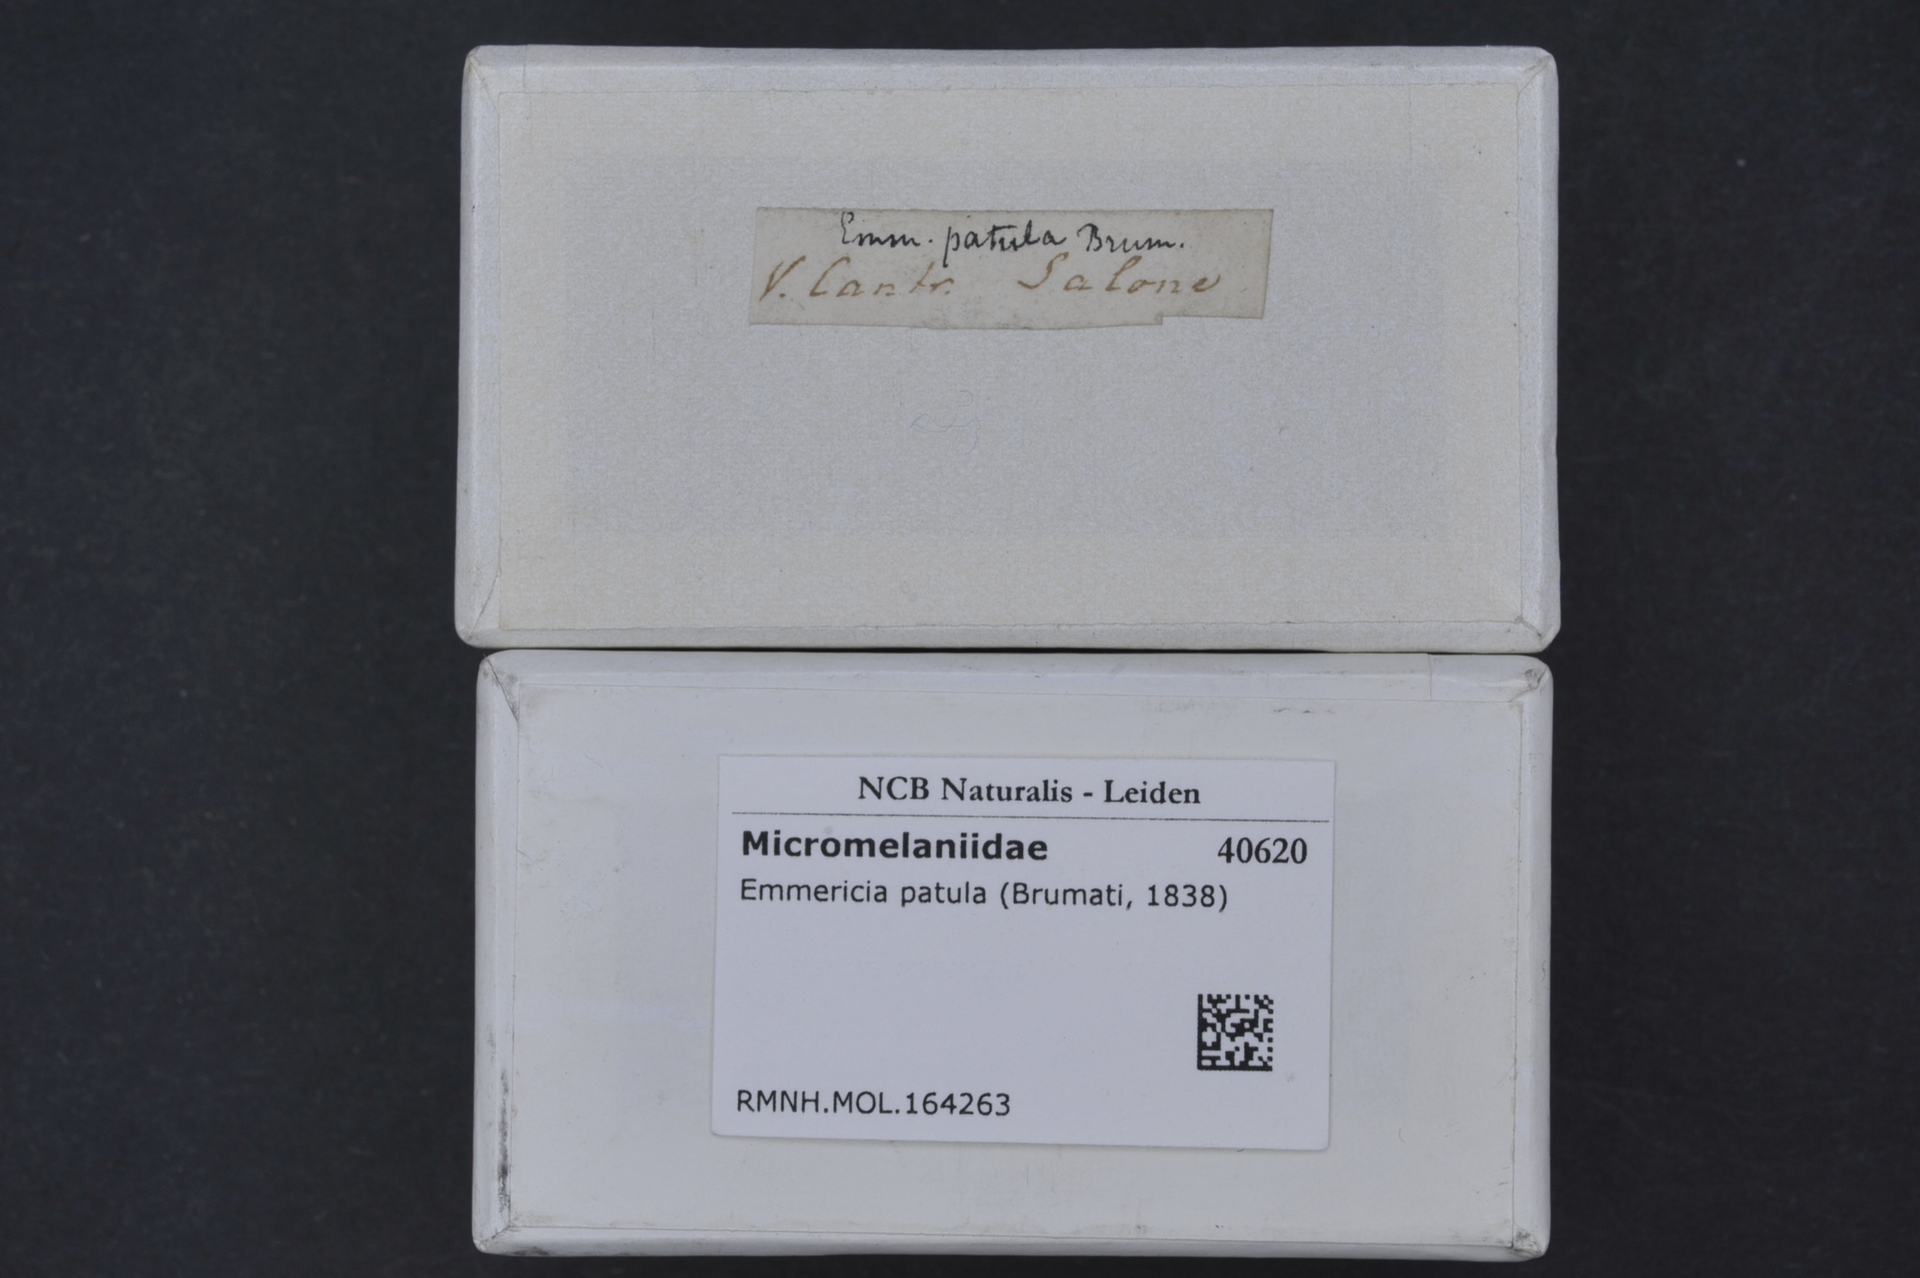 Emm. patula Brum.
V. Cantr. Salone
NCB Naturalis - Leiden
Micromelaniidae 40620
Emmericia patula (Brumati, 1838)
RMNH.MOL.164263